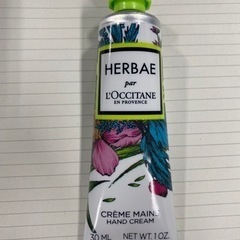 HERBAE
par
L'OCCITANE
EN PROVENCE
CRÈME MAINS
HAND CREAM
30 ML NET WT. 1 OZ.